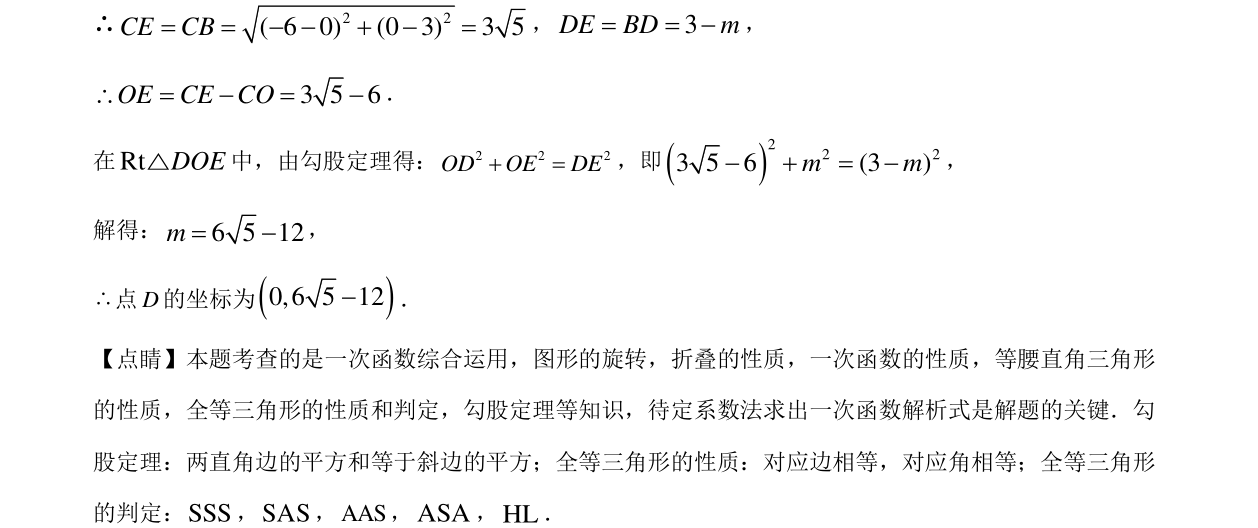 ∴CE=CB=√((−6−0)²+(0−3)²)=3√5，DE=BD=3−m，
∴OE=CE−CO=3√5−6．
在Rt△DOE中，由勾股定理得：OD²+OE²=DE²，即(3√5−6)²+m²=(3−m)²，
解得：m=6√5−12，
∴点D的坐标为(0,6√5−12)．
【点睛】本题考查的是一次函数综合运用，图形的旋转，折叠的性质，一次函数的性质，等腰直角三角形
的性质，全等三角形的性质和判定，勾股定理等知识，待定系数法求出一次函数解析式是解题的关键．勾
股定理：两直角边的平方和等于斜边的平方；全等三角形的性质：对应边相等，对应角相等；全等三角形
的判定：SSS，SAS，AAS，ASA，HL．